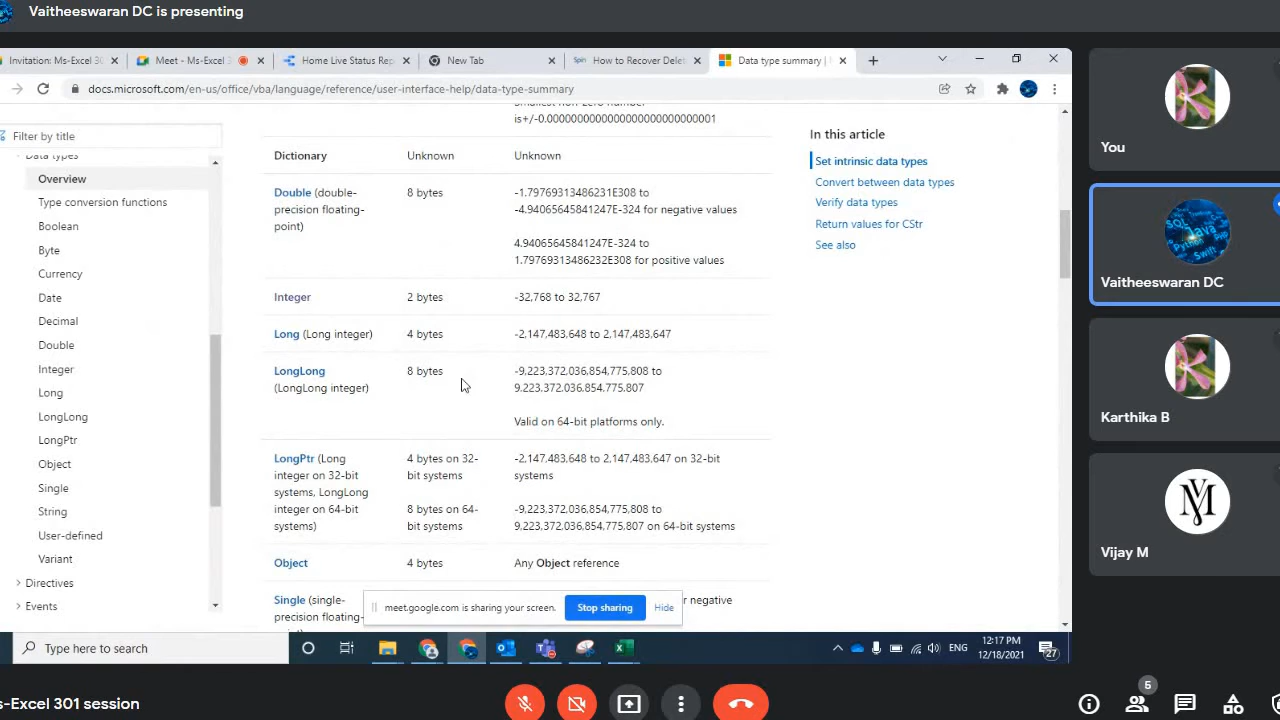 Vaitheeswaran DC is presenting
Invitation: Ms-Excel 30
Meet - Ms-Excel 3
Home Live Status Rep
New Tab
How to Recover Delet
Data type summary |
docs.microsoft.com/en-us/office/vba/language/reference/user-interface-help/data-type-summary
Filter by title
Data types
Overview
Type conversion functions
Boolean
Byte
Currency
Date
Decimal
Double
Integer
Long
LongLong
LongPtr
Object
Single
String
User-defined
Variant
Directives
Events
Smallest non-zero number
is+/-0.0000000000000000000000000001
Dictionary
Unknown
Unknown
Double (double-
precision floating-
point)
8 bytes
-1.79769313486231E308 to
-4.94065645841247E-324 for negative values
4.94065645841247E-324 to
1.79769313486232E308 for positive values
Integer
2 bytes
-32,768 to 32,767
Long (Long integer)
4 bytes
-2,147,483,648 to 2,147,483,647
LongLong
(LongLong integer)
8 bytes
-9,223,372,036,854,775,808 to
9,223,372,036,854,775,807
Valid on 64-bit platforms only.
LongPtr (Long
integer on 32-bit
systems, LongLong
integer on 64-bit
systems)
4 bytes on 32-
bit systems
8 bytes on 64-
bit systems
-2,147,483,648 to 2,147,483,647 on 32-bit
systems
-9,223,372,036,854,775,808 to
9,223,372,036,854,775,807 on 64-bit systems
Object
4 bytes
Any Object reference
Single (single-
precision floating-
r negative
meet.google.com is sharing your screen.
Stop sharing
Hide
In this article
Set intrinsic data types
Convert between data types
Verify data types
Return values for CStr
See also
Type here to search
ENG
12:17 PM
12/18/2021
27
You
SQL
Java
Python
PHP
Swift
Vaitheeswaran DC
Karthika B
VM
Vijay M
s-Excel 301 session
6